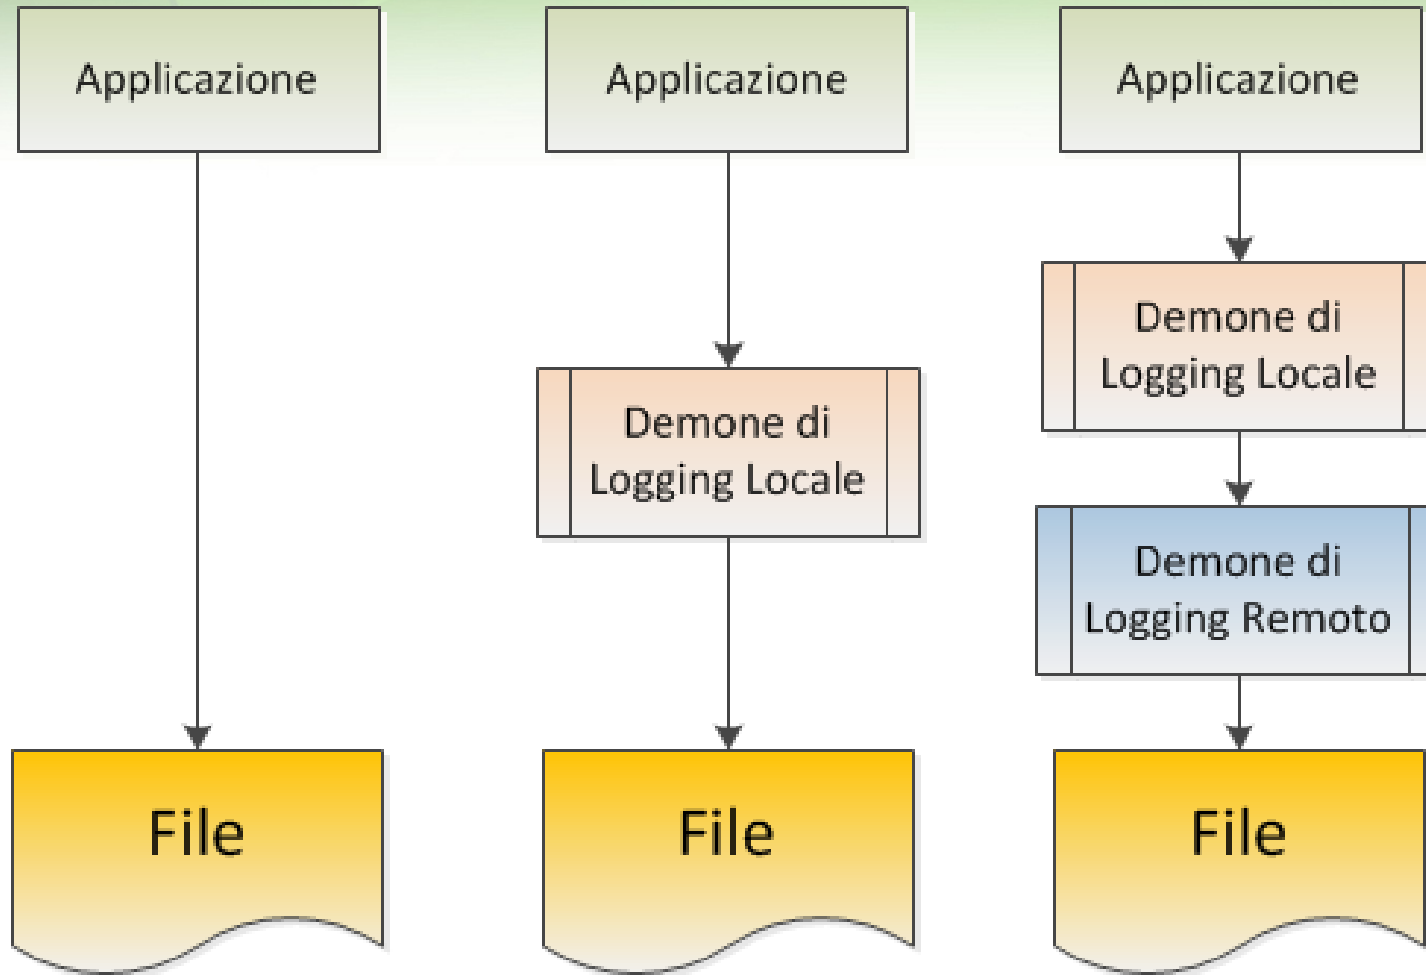 Applicazione
File
Applicazione
Demone di
Logging Locale
File
Applicazione
Demone di
Logging Locale
Demone di
Logging Remoto
File